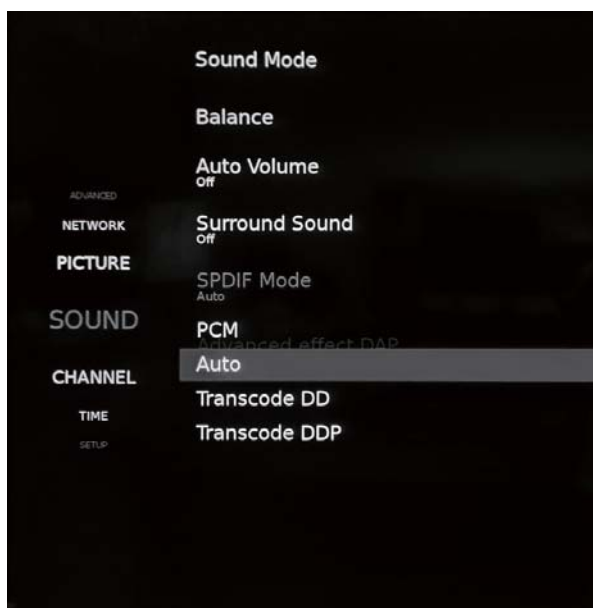 Sound Mode
Balance
Auto Volume
Off
Surround Sound
Off
SPDIF Mode
Auto
PCM
Advanced effect DAP
Auto
Transcode DD
Transcode DDP
ADVANCED
NETWORK
PICTURE
SOUND
CHANNEL
TIME
SETUP